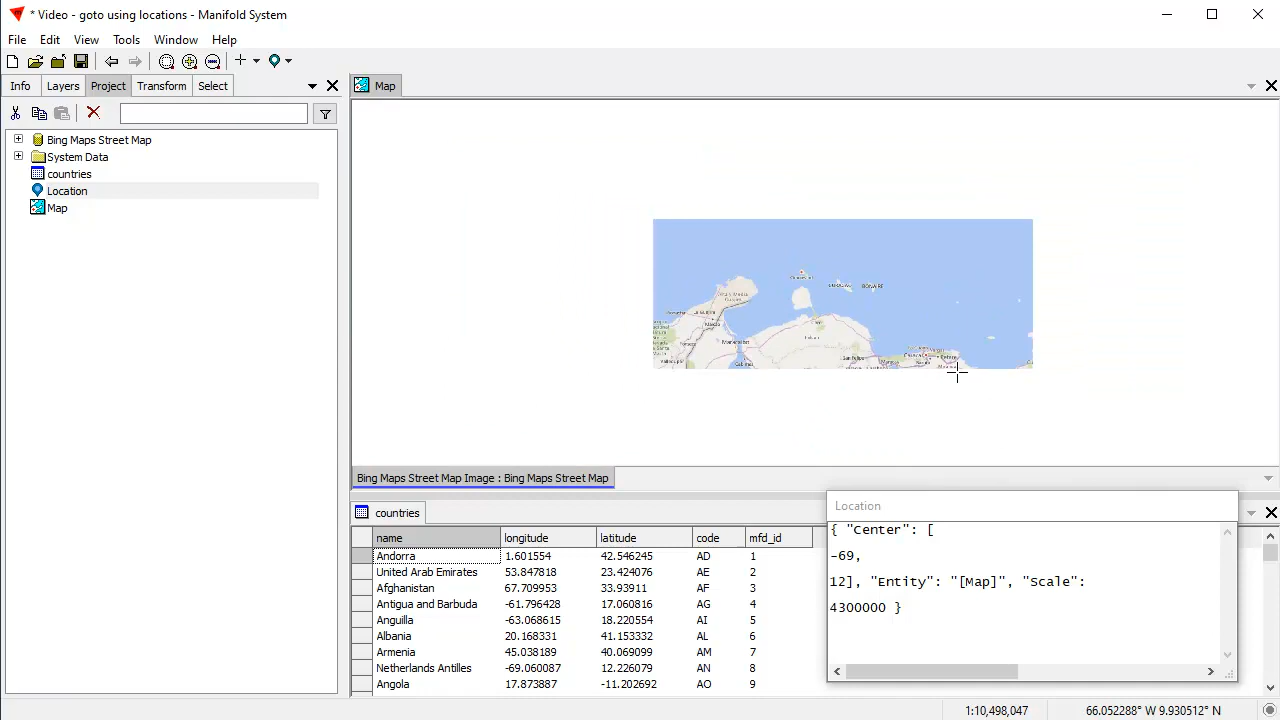 * Video - goto using locations - Manifold System
File Edit View Tools Window Help
Info Layers Project Transform Select
Map
Bing Maps Street Map
System Data
countries
Location
Map
BONAIRE
Bing Maps Street Map Image : Bing Maps Street Map
countries
name longitude latitude code mfd_id
Andorra 1.601554 42.546245 AD 1
United Arab Emirates 53.847818 23.424076 AE 2
Afghanistan 67.709953 33.93911 AF 3
Antigua and Barbuda -61.796428 17.060816 AG 4
Anguilla -63.068615 18.220554 AI 5
Albania 20.168331 41.153332 AL 6
Armenia 45.038189 40.069099 AM 7
Netherlands Antilles -69.060087 12.226079 AN 8
Angola 17.873887 -11.202692 AO 9
Location
{ "Center": [
-69,
12], "Entity": "[Map]", "Scale":
4300000 }
1:10,498,047 66.052288° W 9.930512° N